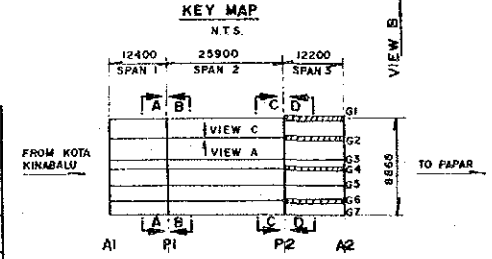 KEY MAP
N.T.S.
VIEW B
12400 25900 12200
SPAN 1 SPAN 2 SPAN 3
A B C D
G1
VIEW C
G2
FROM KOTA KINABALU
VIEW A
G3
G4
TO PAPAR
8865
G5
G6
G7
A B C D
A1 P1 P2 A2